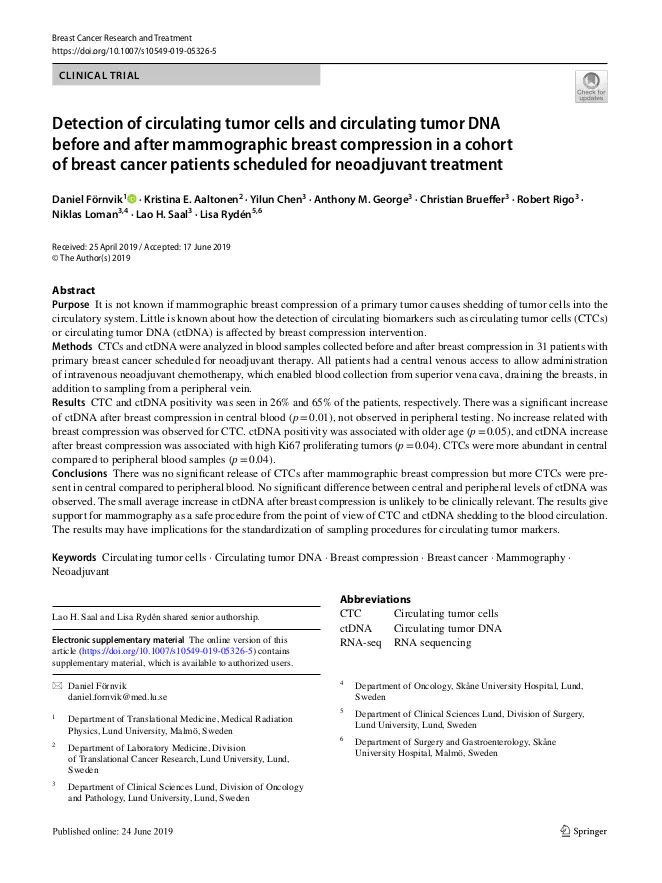 Breast Cancer Research and Treatment
https://doi.org/10.1007/s10549-019-05326-5
CLINICAL TRIAL
Check for
updates
Detection of circulating tumor cells and circulating tumor DNA
before and after mammographic breast compression in a cohort
of breast cancer patients scheduled for neoadjuvant treatment
Daniel Förnvik1 · Kristina E. Aaltonen2 · Yilun Chen3 · Anthony M. George3 · Christian Brueffer3 · Robert Rigo3 ·
Niklas Loman3,4 · Lao H. Saal3 · Lisa Rydén5,6
Received: 25 April 2019 / Accepted: 17 June 2019
© The Author(s) 2019
Abstract
Purpose It is not known if mammographic breast compression of a primary tumor causes shedding of tumor cells into the
circulatory system. Little is known about how the detection of circulating biomarkers such as circulating tumor cells (CTCs)
or circulating tumor DNA (ctDNA) is affected by breast compression intervention.
Methods CTCs and ctDNA were analyzed in blood samples collected before and after breast compression in 31 patients with
primary breast cancer scheduled for neoadjuvant therapy. All patients had a central venous access to allow administration
of intravenous neoadjuvant chemotherapy, which enabled blood collection from superior vena cava, draining the breasts, in
addition to sampling from a peripheral vein.
Results CTC and ctDNA positivity was seen in 26% and 65% of the patients, respectively. There was a significant increase
of ctDNA after breast compression in central blood (p = 0.01), not observed in peripheral testing. No increase related with
breast compression was observed for CTC. ctDNA positivity was associated with older age (p = 0.05), and ctDNA increase
after breast compression was associated with high Ki67 proliferating tumors (p = 0.04). CTCs were more abundant in central
compared to peripheral blood samples (p = 0.04).
Conclusions There was no significant release of CTCs after mammographic breast compression but more CTCs were pre-
sent in central compared to peripheral blood. No significant difference between central and peripheral levels of ctDNA was
observed. The small average increase in ctDNA after breast compression is unlikely to be clinically relevant. The results give
support for mammography as a safe procedure from the point of view of CTC and ctDNA shedding to the blood circulation.
The results may have implications for the standardization of sampling procedures for circulating tumor markers.
Keywords Circulating tumor cells · Circulating tumor DNA · Breast compression · Breast cancer · Mammography ·
Neoadjuvant
Lao H. Saal and Lisa Rydén shared senior authorship.
Electronic supplementary material The online version of this
article (https://doi.org/10.1007/s10549-019-05326-5) contains
supplementary material, which is available to authorized users.
Daniel Förnvik
daniel.fornvik@med.lu.se
1 Department of Translational Medicine, Medical Radiation
Physics, Lund University, Malmö, Sweden
2 Department of Laboratory Medicine, Division
of Translational Cancer Research, Lund University, Lund,
Sweden
3 Department of Clinical Sciences Lund, Division of Oncology
and Pathology, Lund University, Lund, Sweden
Abbreviations
CTC Circulating tumor cells
ctDNA Circulating tumor DNA
RNA-seq RNA sequencing
4 Department of Oncology, Skåne University Hospital, Lund,
Sweden
5 Department of Clinical Sciences Lund, Division of Surgery,
Lund University, Lund, Sweden
6 Department of Surgery and Gastroenterology, Skåne
University Hospital, Malmö, Sweden
Published online: 24 June 2019
Springer